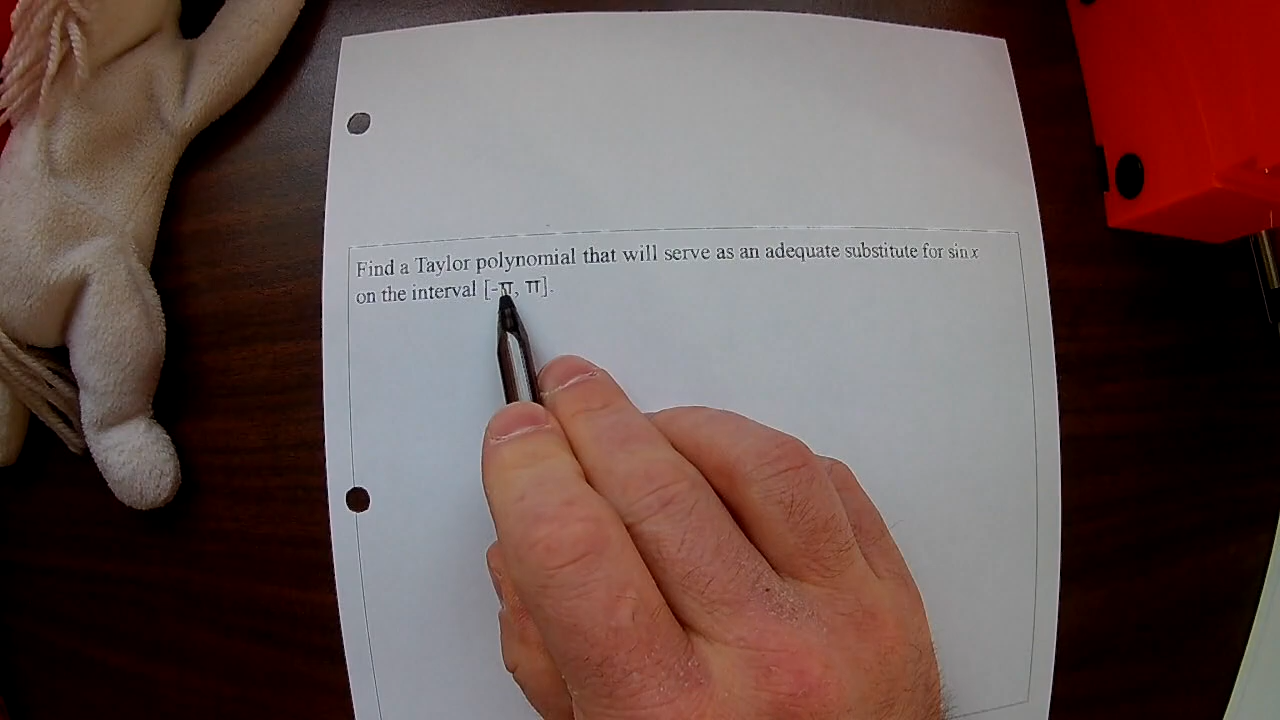 Find a Taylor polynomial that will serve as an adequate substitute for sin x
on the interval [-π, π].